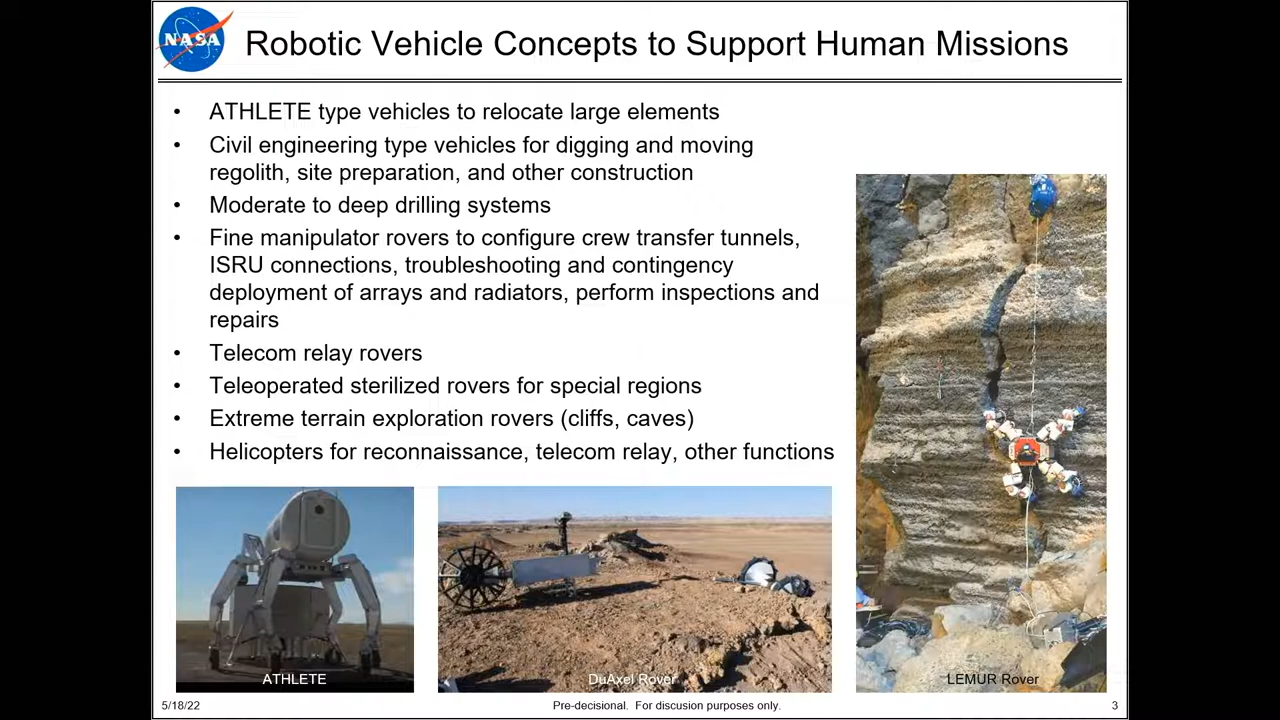 NASA
Robotic Vehicle Concepts to Support Human Missions
• ATHLETE type vehicles to relocate large elements
• Civil engineering type vehicles for digging and moving
regolith, site preparation, and other construction
• Moderate to deep drilling systems
• Fine manipulator rovers to configure crew transfer tunnels,
ISRU connections, troubleshooting and contingency
deployment of arrays and radiators, perform inspections and
repairs
• Telecom relay rovers
• Teleoperated sterilized rovers for special regions
• Extreme terrain exploration rovers (cliffs, caves)
• Helicopters for reconnaissance, telecom relay, other functions
ATHLETE
DuAxel Rover
LEMUR Rover
5/18/22
Pre-decisional. For discusion purposes only.
3